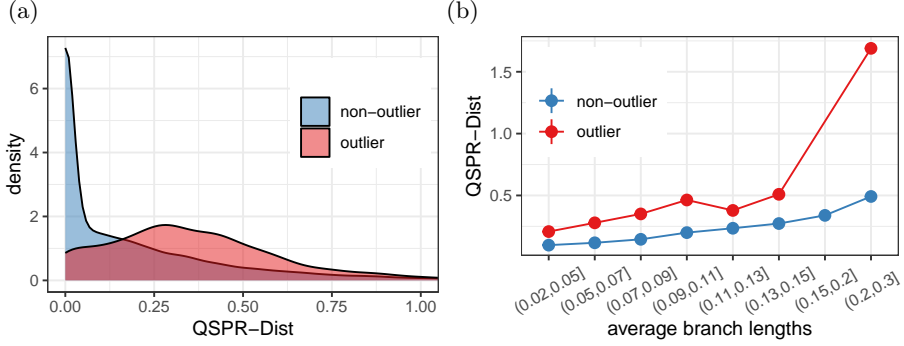 (a)
density
6
4
2
0
0.00 0.25 0.50 0.75 1.00
QSPR−Dist
non−outlier
outlier
(b)
QSPR−Dist
1.5
1.0
0.5
non−outlier
outlier
(0.02,0.05] (0.05,0.07] (0.07,0.09] (0.09,0.11] (0.11,0.13] (0.13,0.15] (0.15,0.2] (0.2,0.3]
average branch lengths